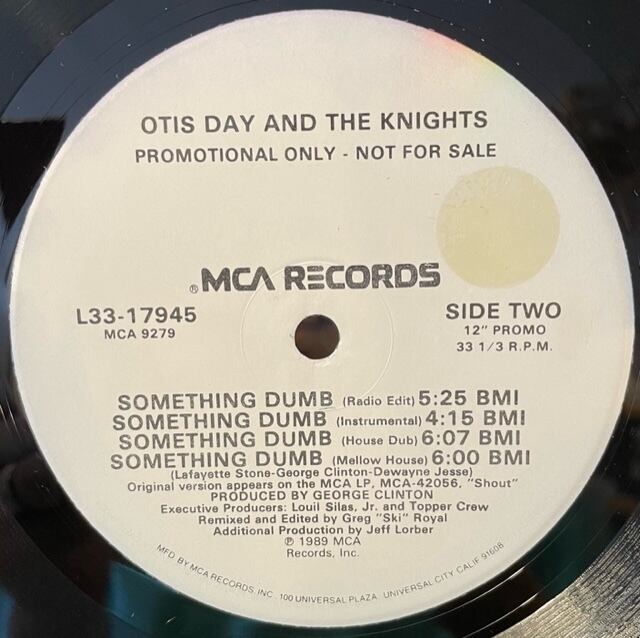 OTIS DAY AND THE KNIGHTS
PROMOTIONAL ONLY - NOT FOR SALE
® MCA RECORDS
L33-17945
MCA 9279
SIDE TWO
12" PROMO
33 1/3 R.P.M.
SOMETHING DUMB (Radio Edit) 5:25 BMI
SOMETHING DUMB (Instrumental) 4:15 BMI
SOMETHING DUMB (House Dub) 6:07 BMI
SOMETHING DUMB (Mellow House) 6:00 BMI
(Lafayette Stone-George Clinton-Dewayne Jesse)
Original version appears on the MCA LP, MCA-42056, "Shout"
PRODUCED BY GEORGE CLINTON
Executive Producers: Louil Silas, Jr. and Topper Crew
Remixed and Edited by Greg "Ski" Royal
Additional Production by Jeff Lorber
℗ 1989 MCA
Records, Inc.
MFD BY MCA RECORDS INC. 100 UNIVERSAL PLAZA. UNIVERSAL CITY CALIF 91608